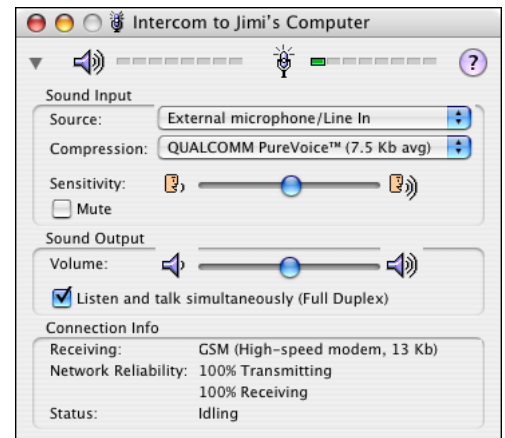 Intercom to Jimi's Computer
?
Sound Input
Source: External microphone/Line In
Compression: QUALCOMM PureVoice™ (7.5 Kb avg)
Sensitivity:
Mute
Sound Output
Volume:
Listen and talk simultaneously (Full Duplex)
Connection Info
Receiving: GSM (High-speed modem, 13 Kb)
Network Reliability: 100% Transmitting
100% Receiving
Status: Idling